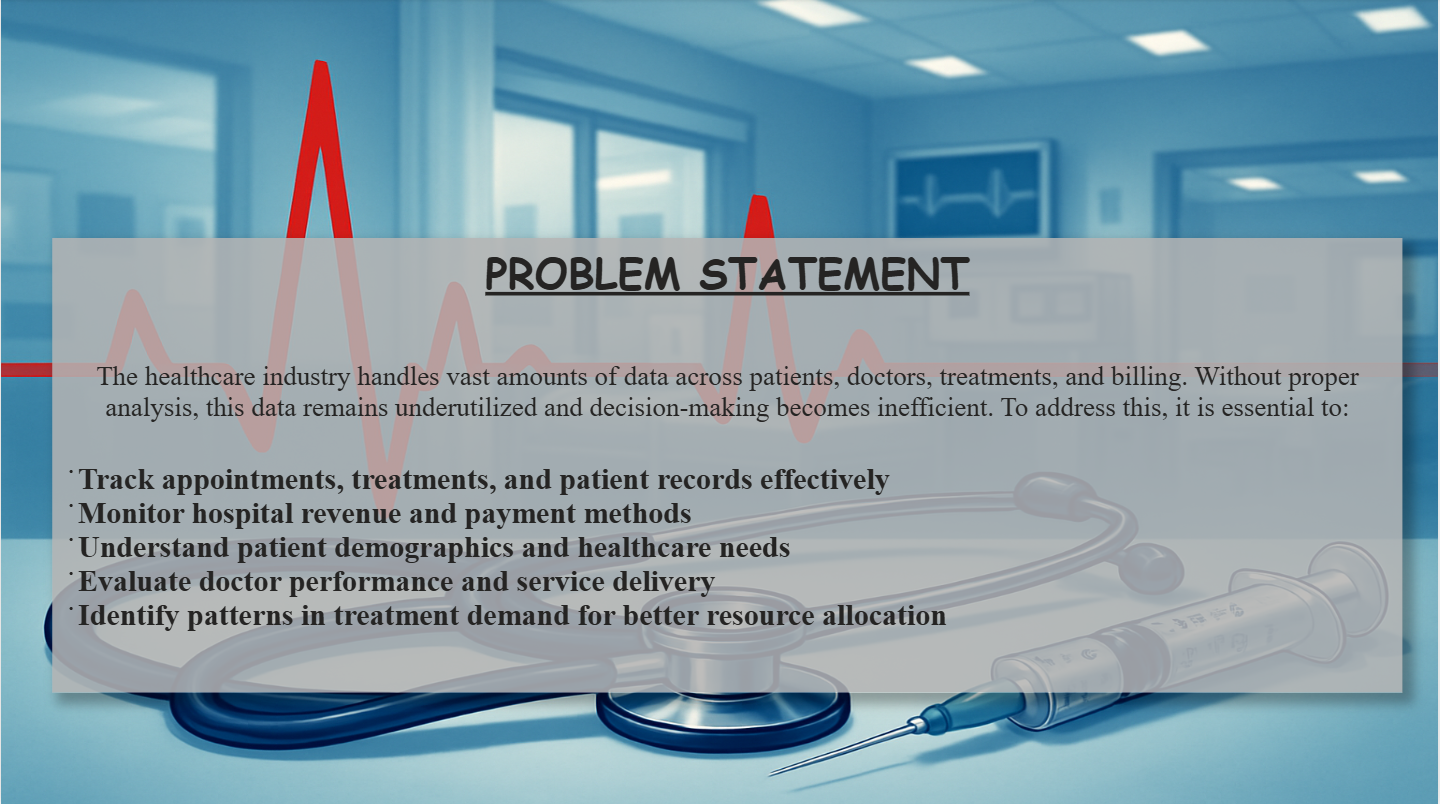 PROBLEM STATEMENT
The healthcare industry handles vast amounts of data across patients, doctors, treatments, and billing. Without proper
analysis, this data remains underutilized and decision-making becomes inefficient. To address this, it is essential to:
· Track appointments, treatments, and patient records effectively
· Monitor hospital revenue and payment methods
· Understand patient demographics and healthcare needs
· Evaluate doctor performance and service delivery
· Identify patterns in treatment demand for better resource allocation